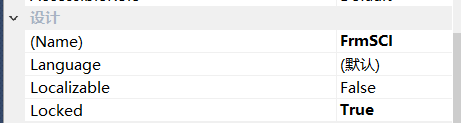 设计
(Name) FrmSCI
Language (默认)
Localizable False
Locked True